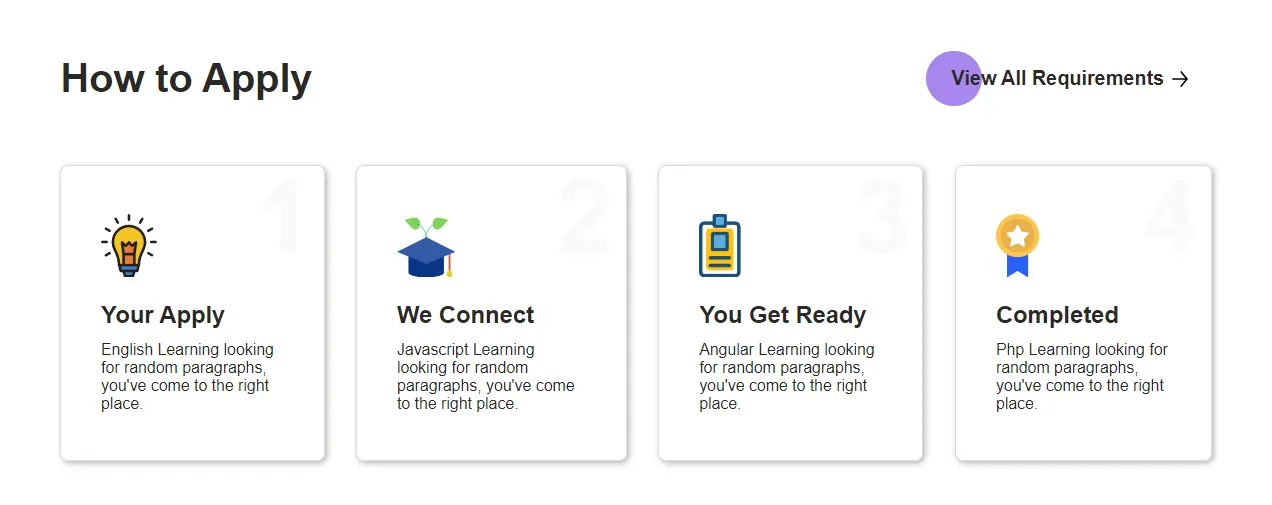 How to Apply
View All Requirements
1
Your Apply
English Learning looking
for random paragraphs,
you've come to the right
place.
2
We Connect
Javascript Learning
looking for random
paragraphs, you've come
to the right place.
3
You Get Ready
Angular Learning looking
for random paragraphs,
you've come to the right
place.
4
Completed
Php Learning looking for
random paragraphs,
you've come to the right
place.